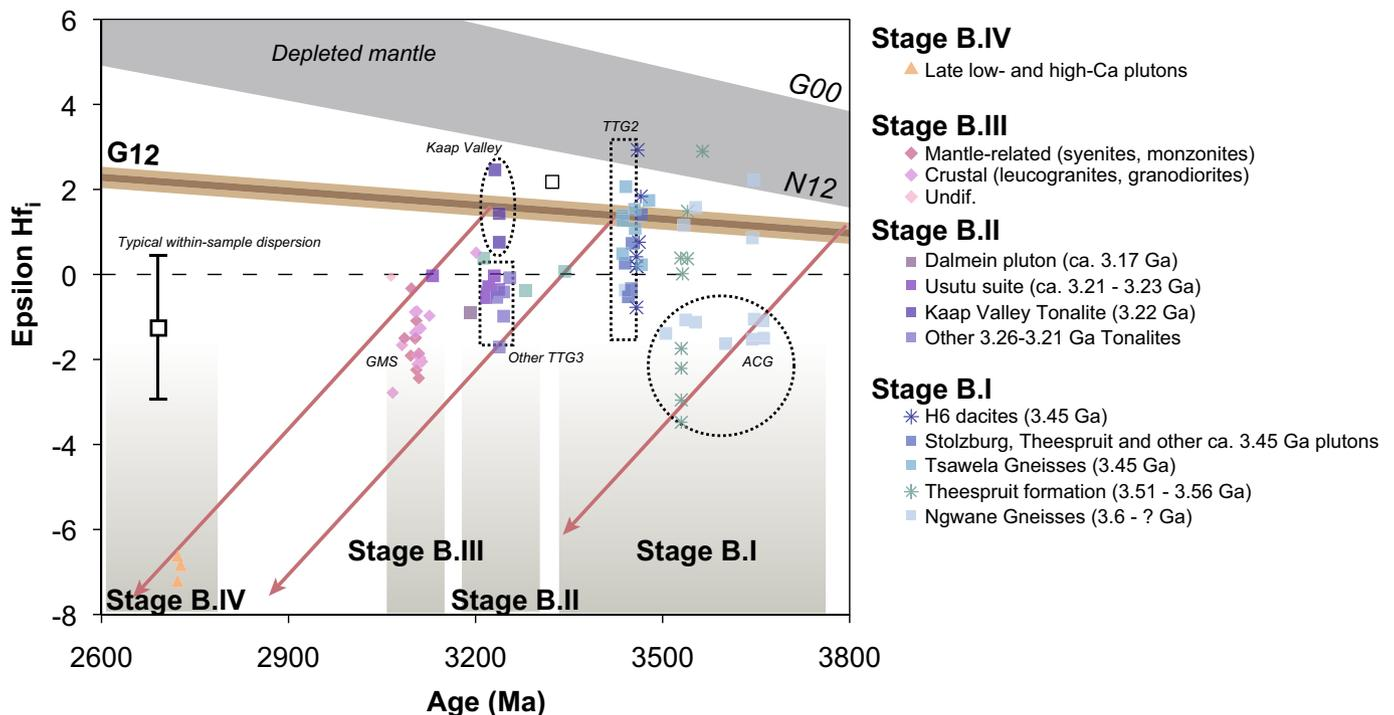 6
4
2
0
-2
-4
-6
-8
2600
2900
3200
3500
3800
Age (Ma)
Epsilon Hfi
Depleted mantle
G00
N12
G12
TTG2
Kaap Valley
Typical within-sample dispersion
GMS
Other TTG3
ACG
Stage B.III
Stage B.I
Stage B.IV
Stage B.II
Stage B.IV
Late low- and high-Ca plutons
Stage B.III
Mantle-related (syenites, monzonites)
Crustal (leucogranites, granodiorites)
Undif.
Stage B.II
Dalmein pluton (ca. 3.17 Ga)
Usutu suite (ca. 3.21 - 3.23 Ga)
Kaap Valley Tonalite (3.22 Ga)
Other 3.26-3.21 Ga Tonalites
Stage B.I
H6 dacites (3.45 Ga)
Stolzburg, Theespruit and other ca. 3.45 Ga plutons
Tsawela Gneisses (3.45 Ga)
Theespruit formation (3.51 - 3.56 Ga)
Ngwane Gneisses (3.6 - ? Ga)